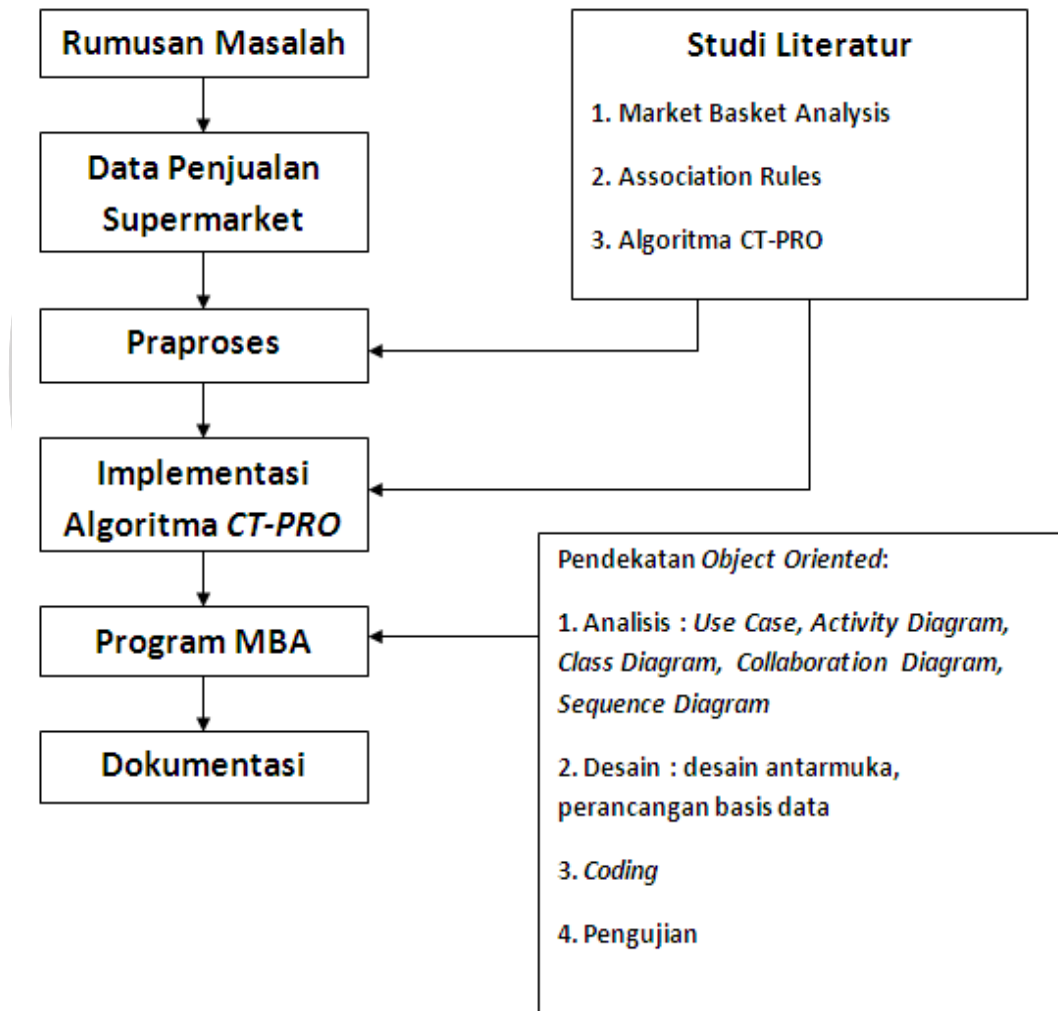 Rumusan Masalah
Data Penjualan
Supermarket
Praproses
Implementasi
Algoritma CT-PRO
Program MBA
Dokumentasi
Studi Literatur
1. Market Basket Analysis
2. Association Rules
3. Algoritma CT-PRO
Pendekatan Object Oriented:
1. Analisis : Use Case, Activity Diagram,
Class Diagram, Collaboration Diagram,
Sequence Diagram
2. Desain : desain antarmuka,
perancangan basis data
3. Coding
4. Pengujian